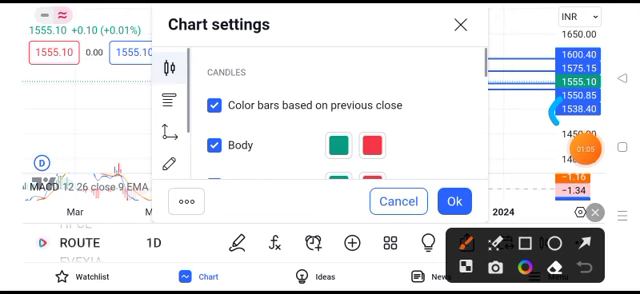 Chart settings
INR
1555.10 +0.10 (+0.01%)
1650.00
1555.10
0.00
1555.10
1600.40
1575.15
1555.10
1550.85
1538.40
CANDLES
Color bars based on previous close
Body
1450.00
01:05
D
MACD 12 26 close 9 EMA
-1.16
−1.34
Mar
2024
Cancel
Ok
ROUTE
1D
Watchlist
Chart
Ideas
News